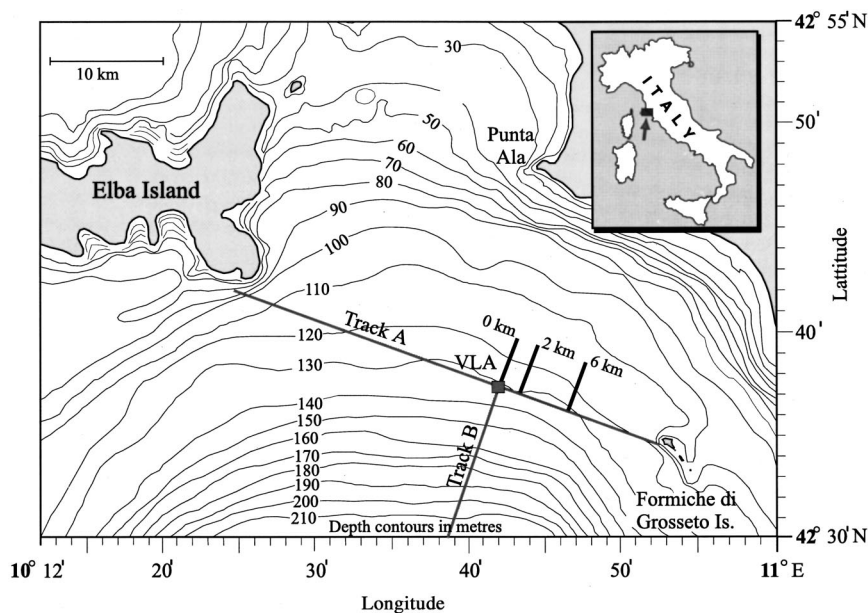 42° 55'N
30
10 km
ITALY
50
50'
Punta
Ala
60
70
Elba Island
80
90
100
Lattitude
110
0 km
120
Track A
40'
2 km
VLA
6 km
130
140
150
160
170
Track B
180
190
Formiche di
200
Grosseto Is.
210
Depth contours in metres
42° 30'N
10° 12'
20'
30'
40'
50'
11° E
Longitude